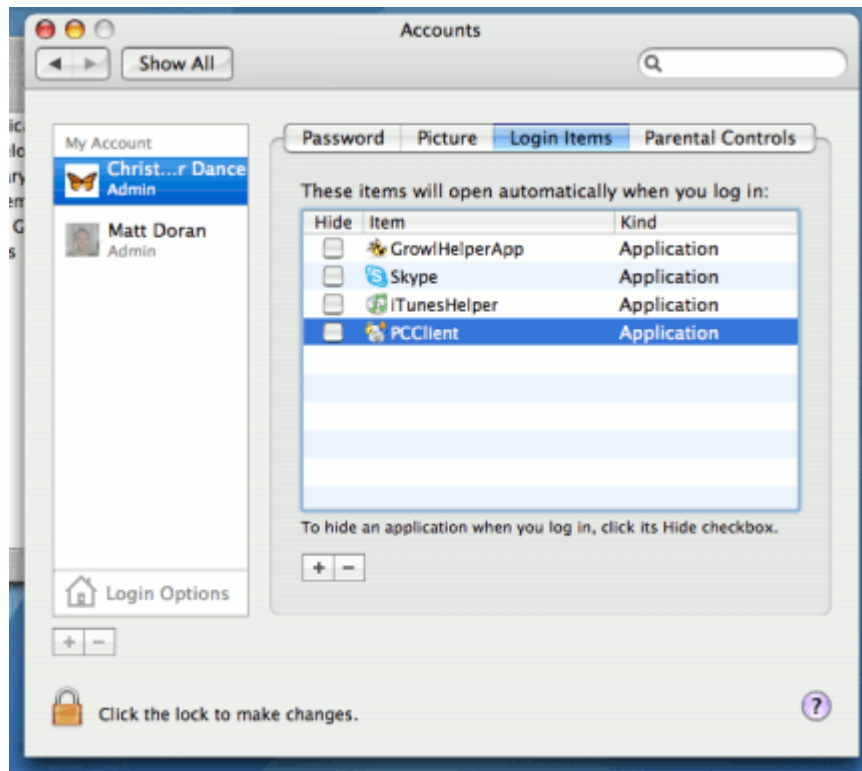 Accounts
Show All
My Account
Christ...r Dance
Admin
Matt Doran
Admin
Login Options
Password Picture Login Items Parental Controls
These items will open automatically when you log in:
Hide Item Kind
GrowlHelperApp Application
Skype Application
iTunesHelper Application
PCClient Application
To hide an application when you log in, click its Hide checkbox.
+ −
+ −
Click the lock to make changes.
?